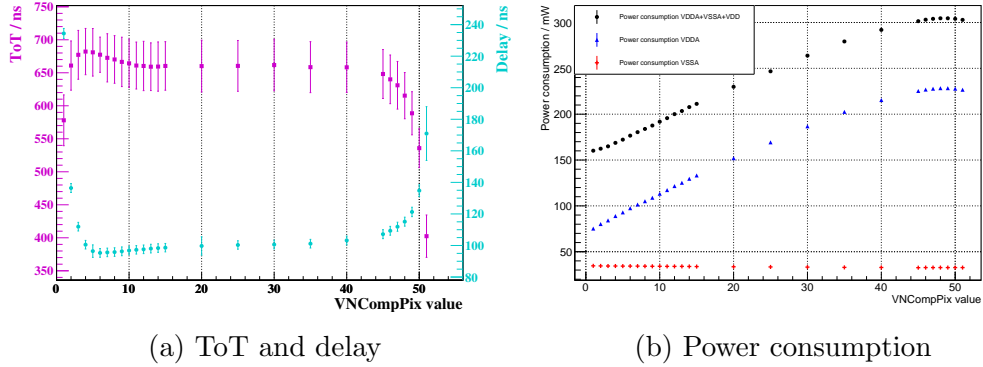 ToT / ns
750
700
650
600
550
500
450
400
350
0 10 20 30 40 50
VNCompPix value
Delay / ns
240
220
200
180
160
140
120
100
80
Power consumption / mW
300
250
200
150
100
50
0 10 20 30 40 50
VNCompPix value
Power consumption VDDA+VSSA+VDD
Power consumption VDDA
Power consumption VSSA
(a) ToT and delay
(b) Power consumption